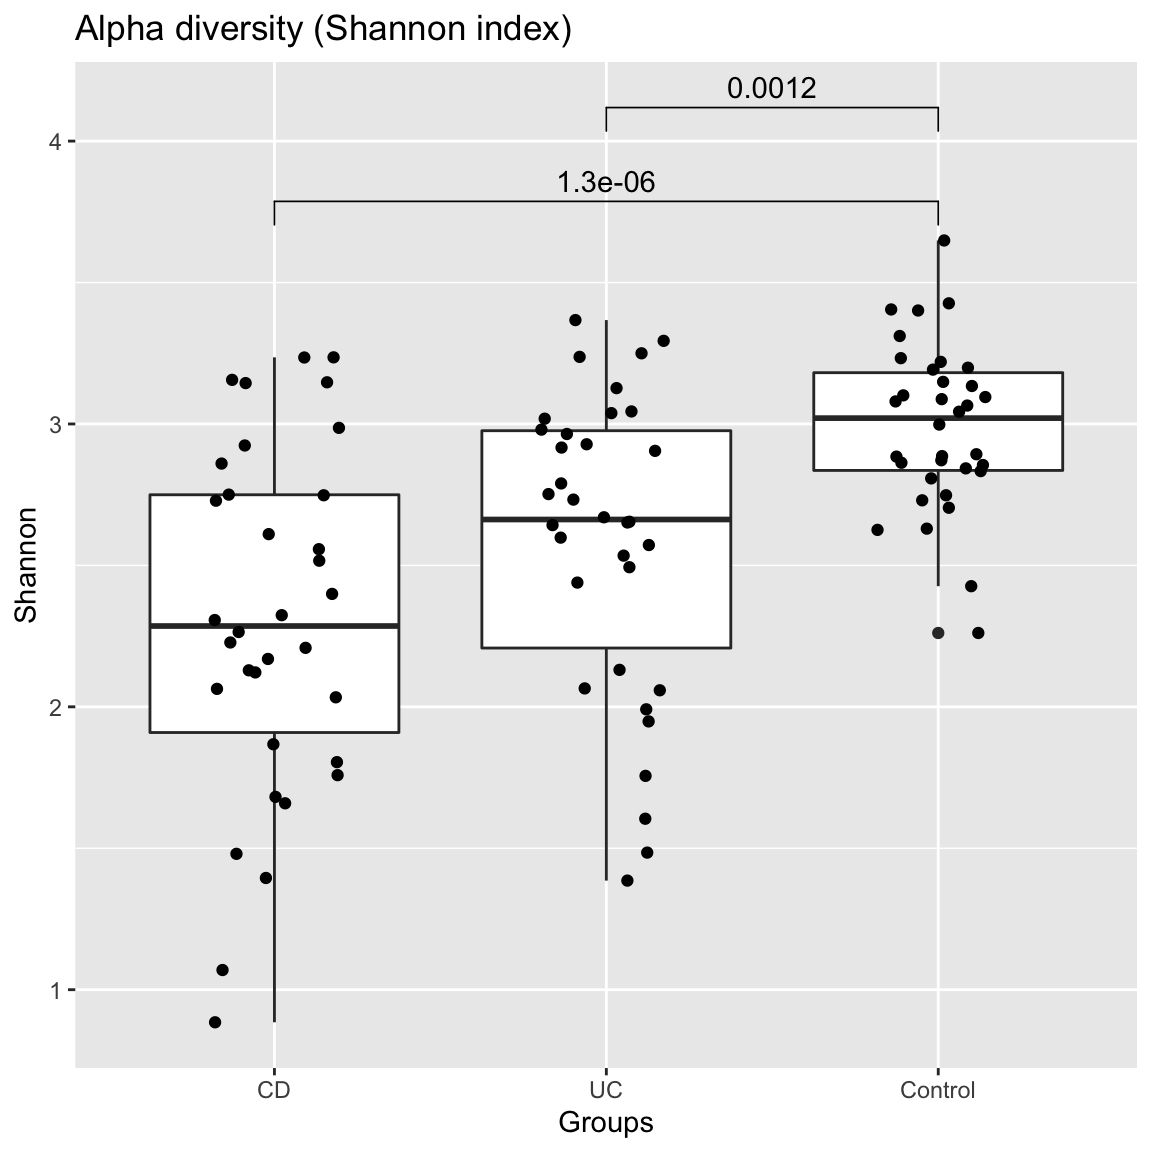 Alpha diversity (Shannon index)
0.0012
4
1.3e-06
3
Shannon
2
1
CD UC Control
Groups